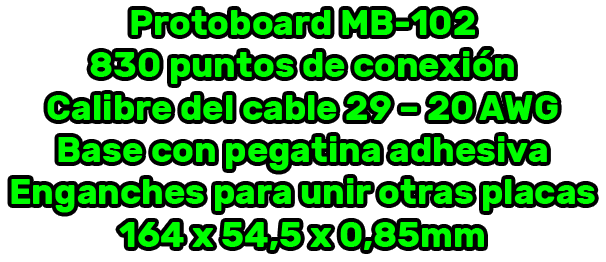 Protoboard MB-102
830 puntos de conexión
Calibre del cable 29 - 20 AWG
Base con pegatina adhesiva
Enganches para unir otras placas
164 x 54,5 x 0,85mm